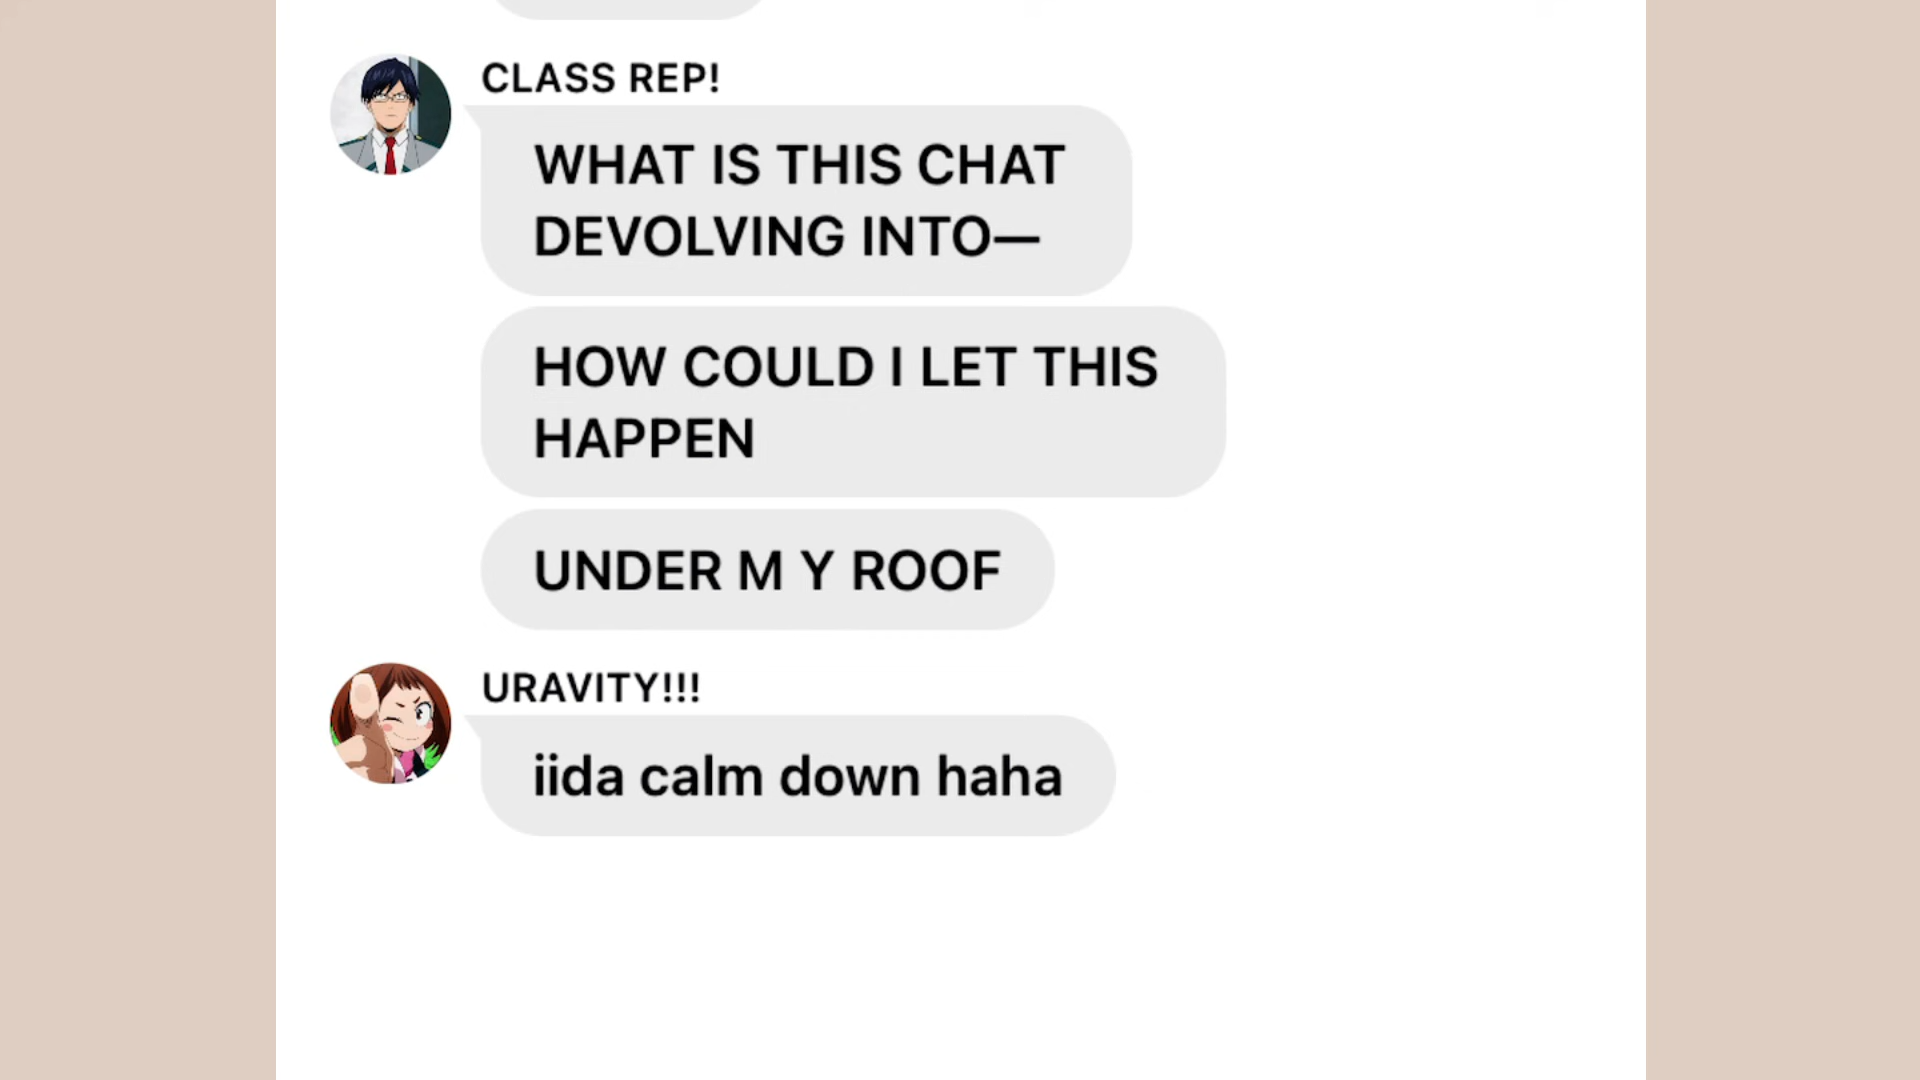 CLASS REP!
WHAT IS THIS CHAT
DEVOLVING INTO—
HOW COULD I LET THIS
HAPPEN
UNDER M Y ROOF
URAVITY!!!
iida calm down haha